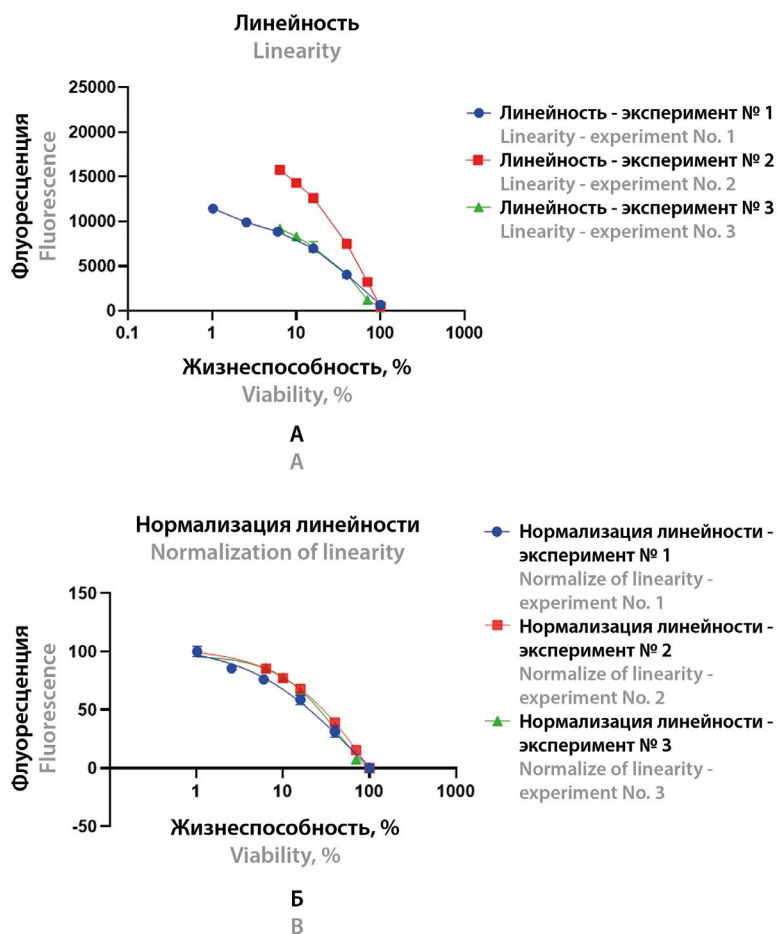 Линейность
Linearity
25000
20000
15000
10000
5000
0
0.1
1
10
100
1000
Флуоресценция
Fluorescence
Жизнеспособность, %
Viability, %
Линейность - эксперимент № 1
Linearity - experiment No. 1
Линейность - эксперимент № 2
Linearity - experiment No. 2
Линейность - эксперимент № 3
Linearity - experiment No. 3
А
A
Нормализация линейности
Normalization of linearity
150
100
50
0
-50
1
10
100
1000
Флуоресценция
Fluorescence
Жизнеспособность, %
Viability, %
Нормализация линейности -
эксперимент № 1
Normalize of linearity -
experiment No. 1
Нормализация линейности -
эксперимент № 2
Normalize of linearity -
experiment No. 2
Нормализация линейности -
эксперимент № 3
Normalize of linearity -
experiment No. 3
Б
B